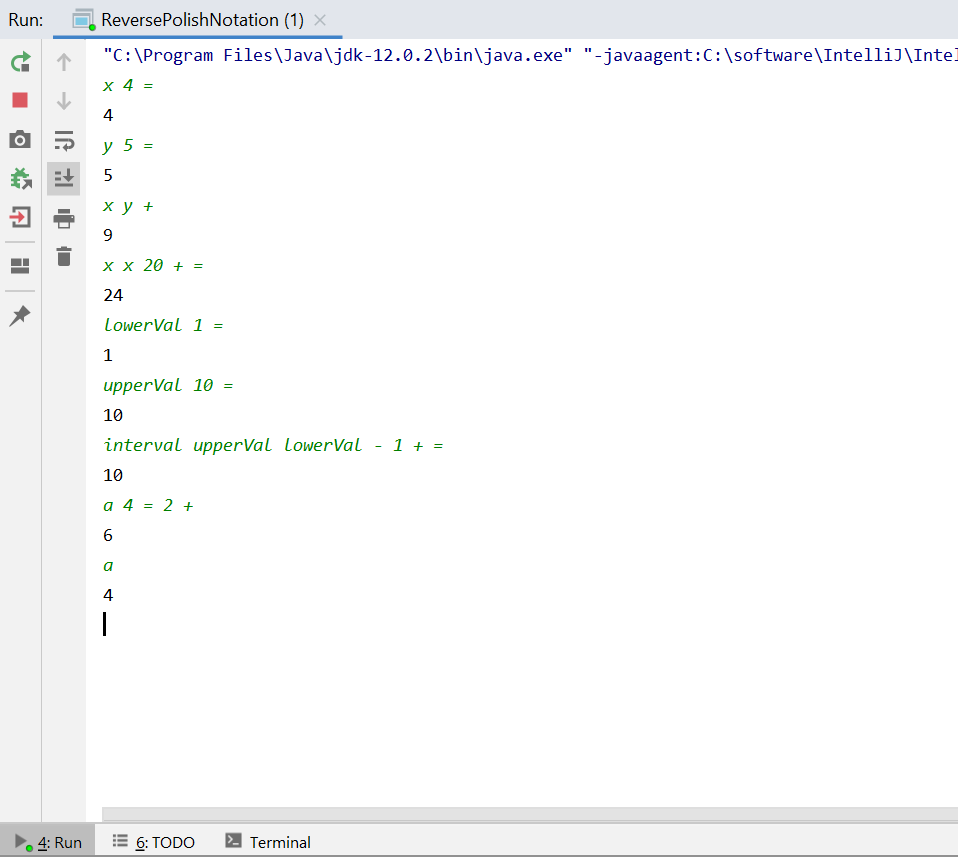 Run: ReversePolishNotation (1)
"C:\Program Files\Java\jdk-12.0.2\bin\java.exe" "-javaagent:C:\software\IntelliJ\Intel
x 4 =
4
y 5 =
5
x y +
9
x x 20 + =
24
lowerVal 1 =
1
upperVal 10 =
10
interval upperVal lowerVal - 1 + =
10
a 4 = 2 +
6
a
4
4: Run 6: TODO Terminal